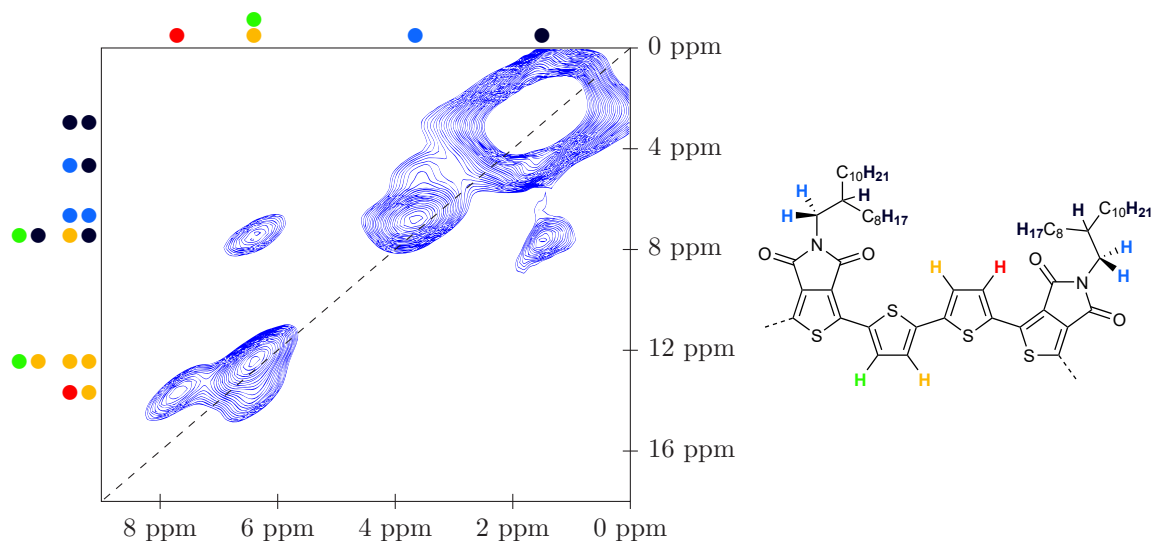 0 ppm
4 ppm
8 ppm
12 ppm
16 ppm
8 ppm
6 ppm
4 ppm
2 ppm
0 ppm
C10H21
H
H
H
C8H17
N
O
O
S
H
H
S
S
H
H
H
C10H21
H17C8
H
H
O
N
O
S